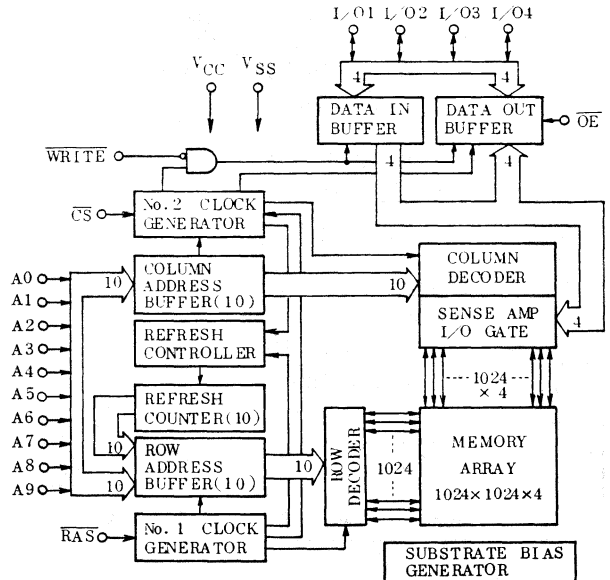 I/O1 I/O2 I/O3 I/O4
VCC VSS
4 4
DATA IN
BUFFER
DATA OUT
BUFFER
OE
WRITE
4 4
CS
No. 2 CLOCK
GENERATOR
A0
A1
A2
A3
A4
A5
A6
A7
A8
A9
10
COLUMN
ADDRESS
BUFFER(10)
10
COLUMN
DECODER
SENSE AMP
I/O GATE
4
REFRESH
CONTROLLER
REFRESH
COUNTER(10)
10
10
ROW
ADDRESS
BUFFER(10)
10
ROW
DECODER
1024
1024
× 4
MEMORY
ARRAY
1024×1024×4
RAS
No. 1 CLOCK
GENERATOR
SUBSTRATE BIAS
GENERATOR